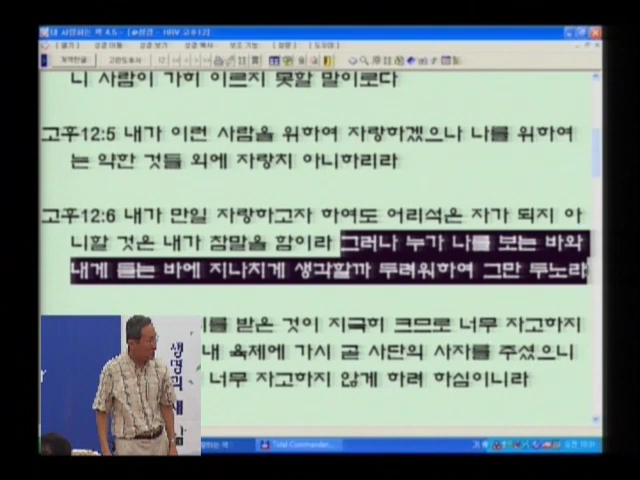 니 사람이 가히 이르지 못할 말이로다
고후12:5 내가 이런 사람을 위하여 자랑하겠으나 나를 위하여
는 약한 것들 외에 자랑치 아니하리라
고후12:6 내가 만일 자랑하고자 하여도 어리석은 자가 되지 아
니할 것은 내가 참말을 함이라 그러나 누가 나를 보는 바와
내게 듣는 바에 지나치게 생각할까 두려워하여 그만 두노라
를 받은 것이 지극히 크므로 너무 자고하지
내 육체에 가시 곧 사단의 사자를 주셨으니
너무 자고하지 않게 하려 하심이니라
생명의 새